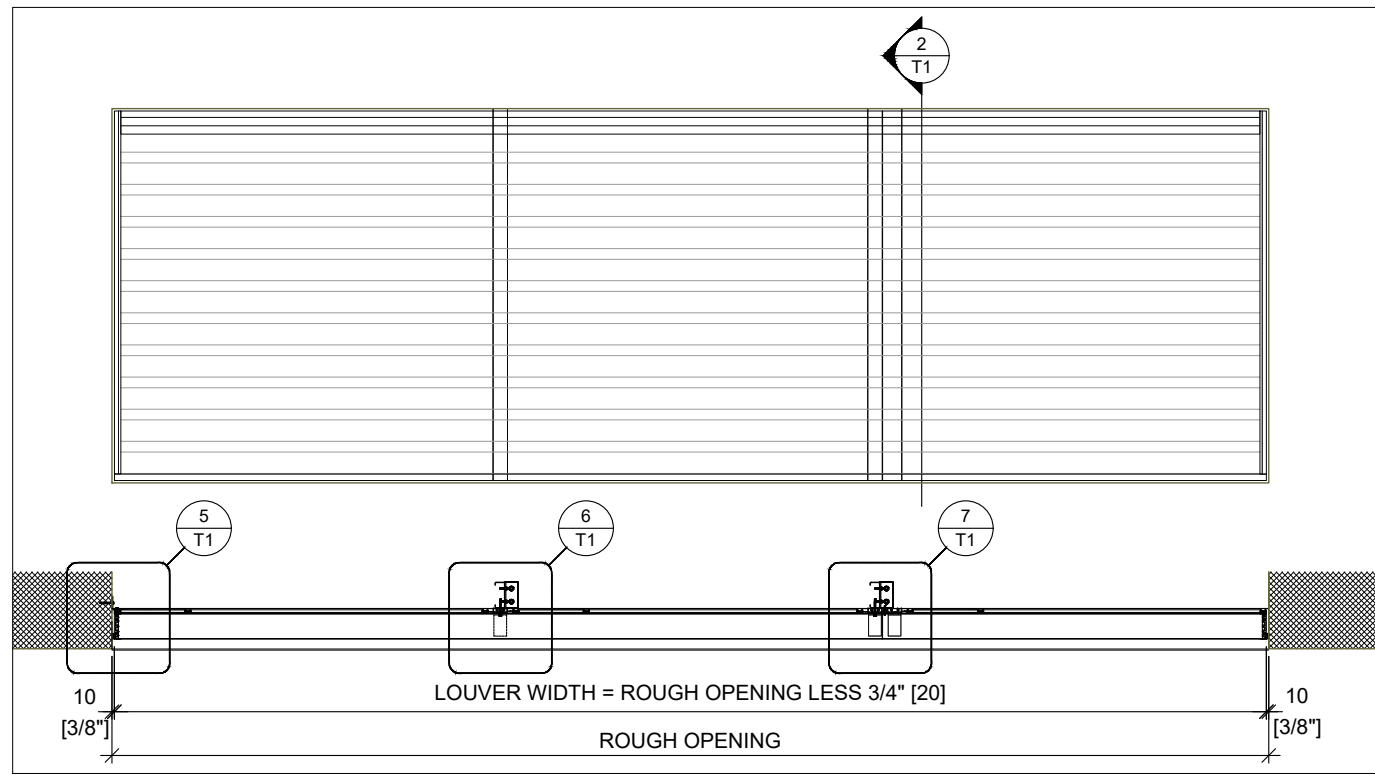 2
T1
5
T1
6
T1
7
T1
10
[3/8"]
LOUVER WIDTH = ROUGH OPENING LESS 3/4" [20]
10
[3/8"]
ROUGH OPENING